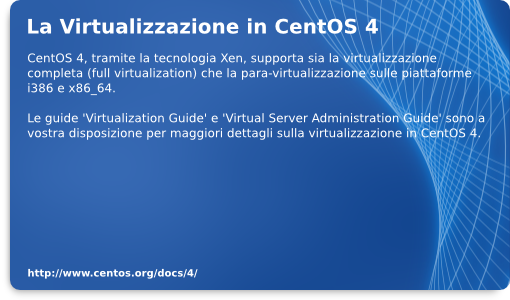 La Virtualizzazione in CentOS 4
CentOS 4, tramite la tecnologia Xen, supporta sia la virtualizzazione
completa (full virtualization) che la para-virtualizzazione sulle piattaforme
i386 e x86_64.
Le guide 'Virtualization Guide' e 'Virtual Server Administration Guide' sono a
vostra disposizione per maggiori dettagli sulla virtualizzazione in CentOS 4.
http://www.centos.org/docs/4/